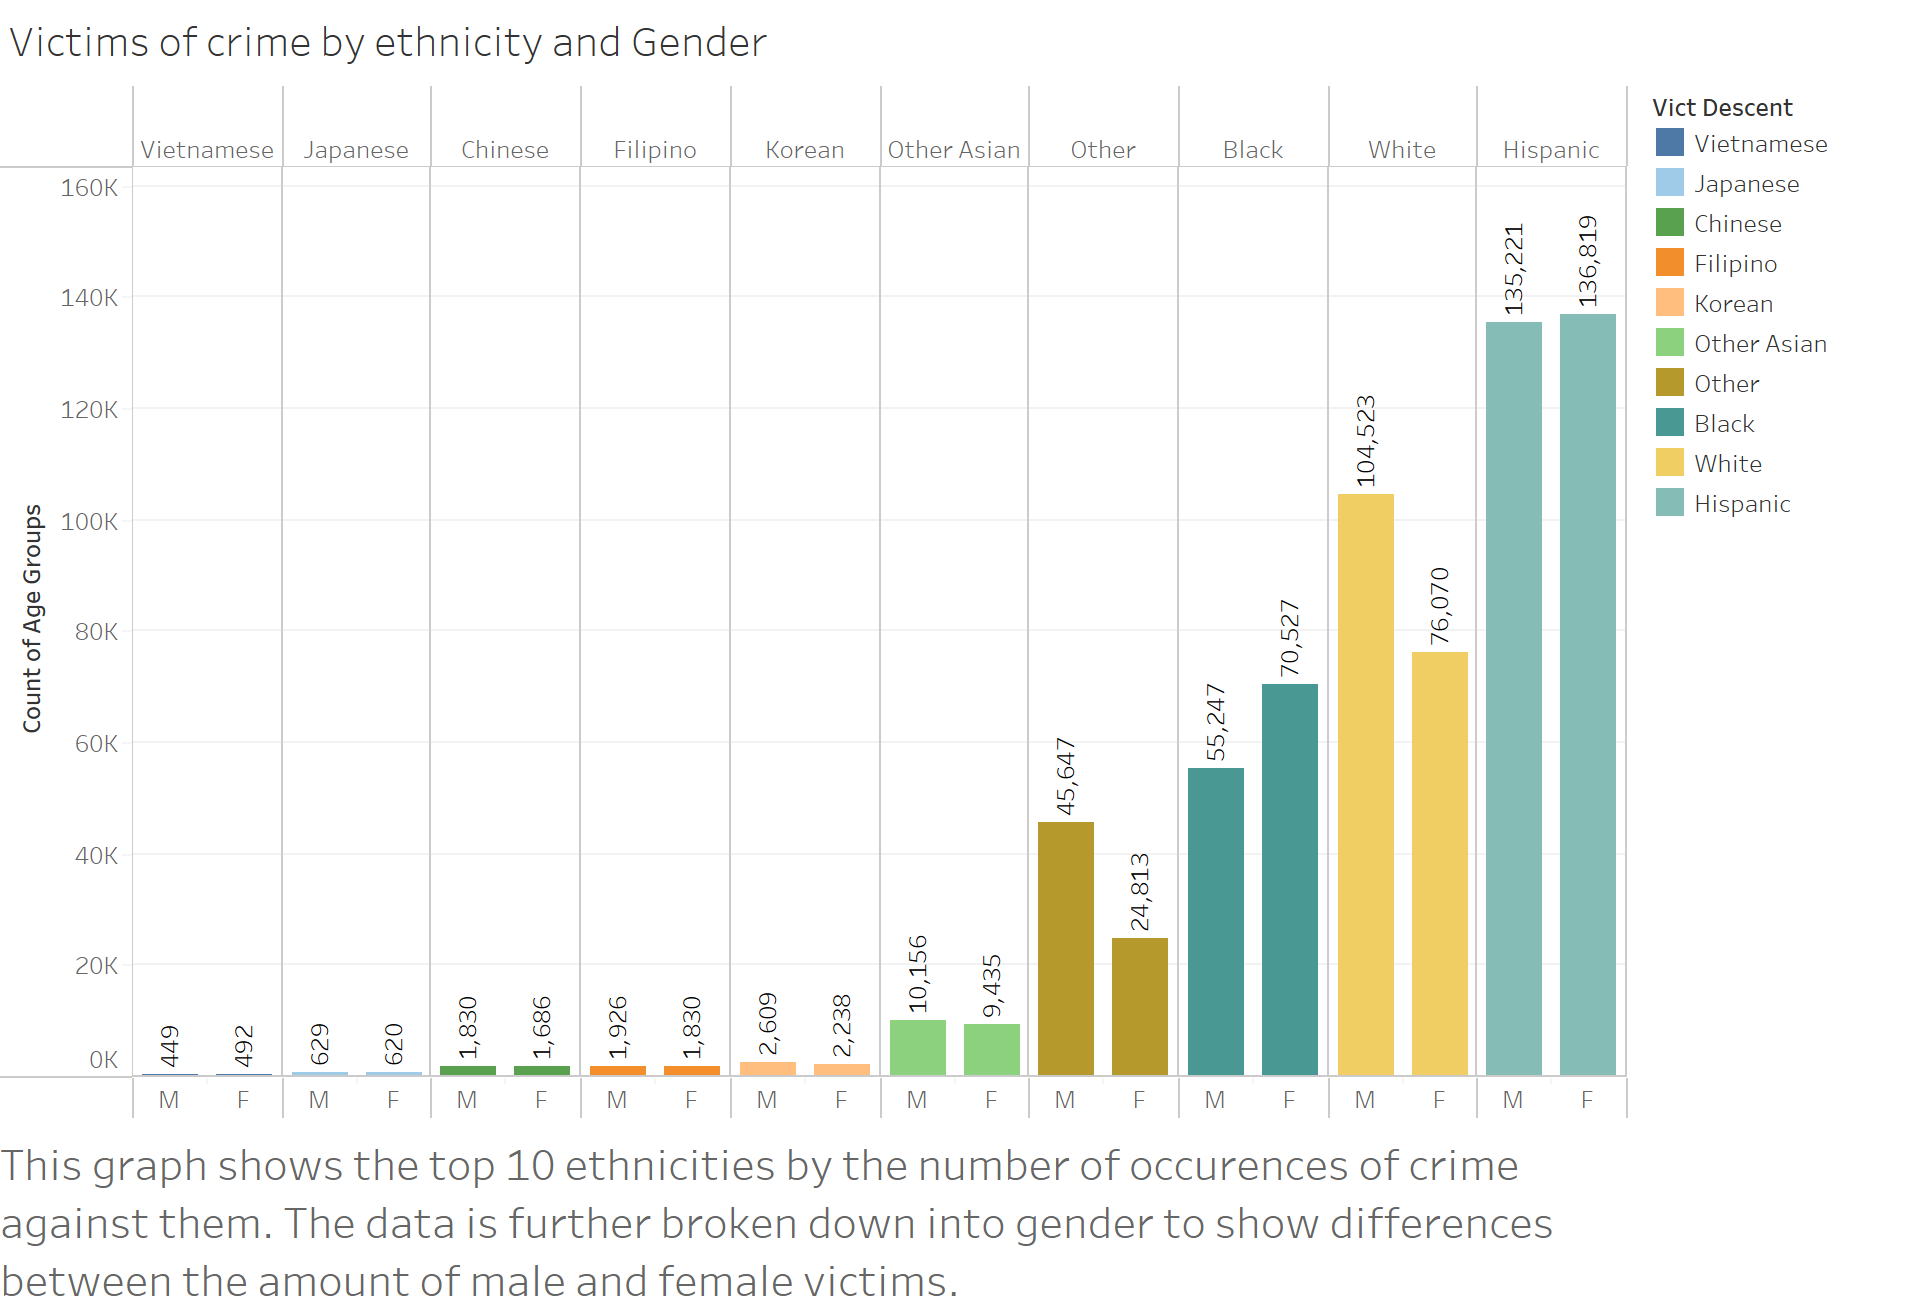 Victims of crime by ethnicity and Gender
Vietnamese Japanese Chinese Filipino Korean Other Asian Other Black White Hispanic
160K
140K
120K
100K
80K
60K
40K
20K
0K
Count of Age Groups
449
492
629
620
1,830
1,686
1,926
1,830
2,609
2,238
10,156
9,435
45,647
24,813
55,247
70,527
104,523
76,070
135,221
136,819
M F M F M F M F M F M F M F M F M F M F
Vict Descent
Vietnamese
Japanese
Chinese
Filipino
Korean
Other Asian
Other
Black
White
Hispanic
This graph shows the top 10 ethnicities by the number of occurences of crime
against them. The data is further broken down into gender to show differences
between the amount of male and female victims.